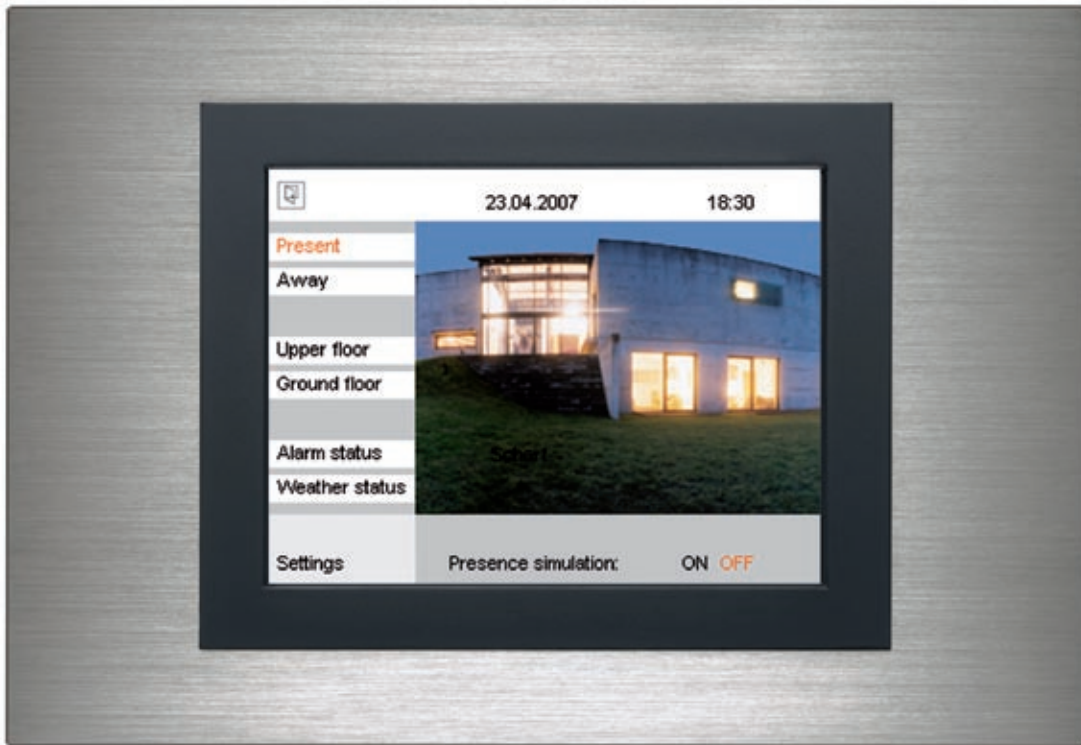 23.04.2007 18:30
Present
Away
Upper floor
Ground floor
Alarm status
Weather status
Settings Presence simulation: ON OFF